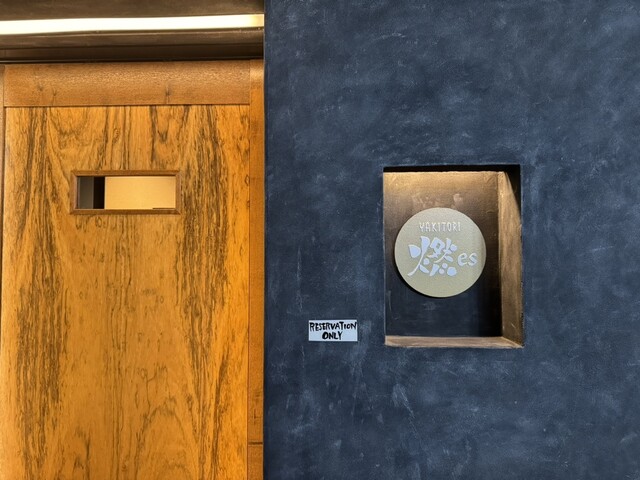 YAKITORI
燃es
RESERVATION
ONLY